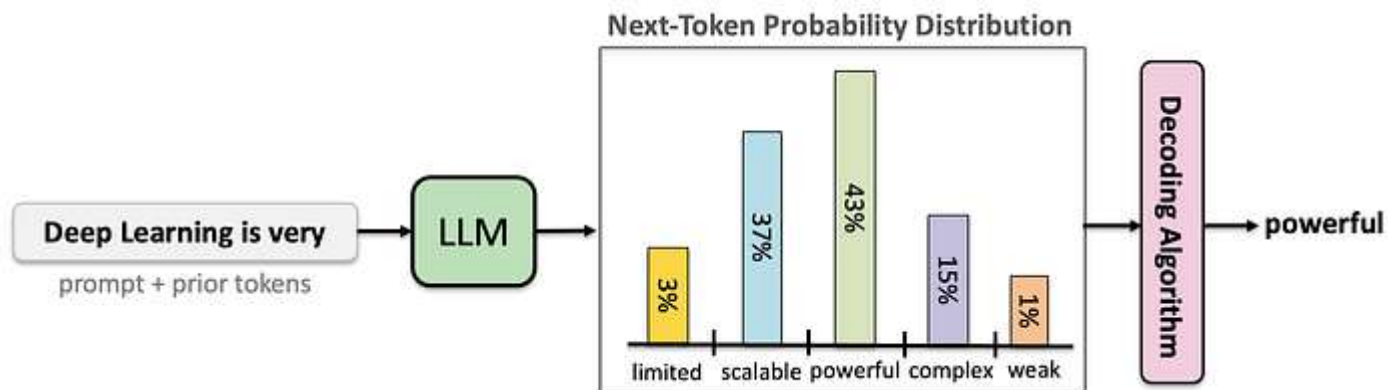 Next-Token Probability Distribution
Deep Learning is very
prompt + prior tokens
LLM
3%
37%
43%
15%
1%
limited
scalable
powerful
complex
weak
Decoding Algorithm
powerful